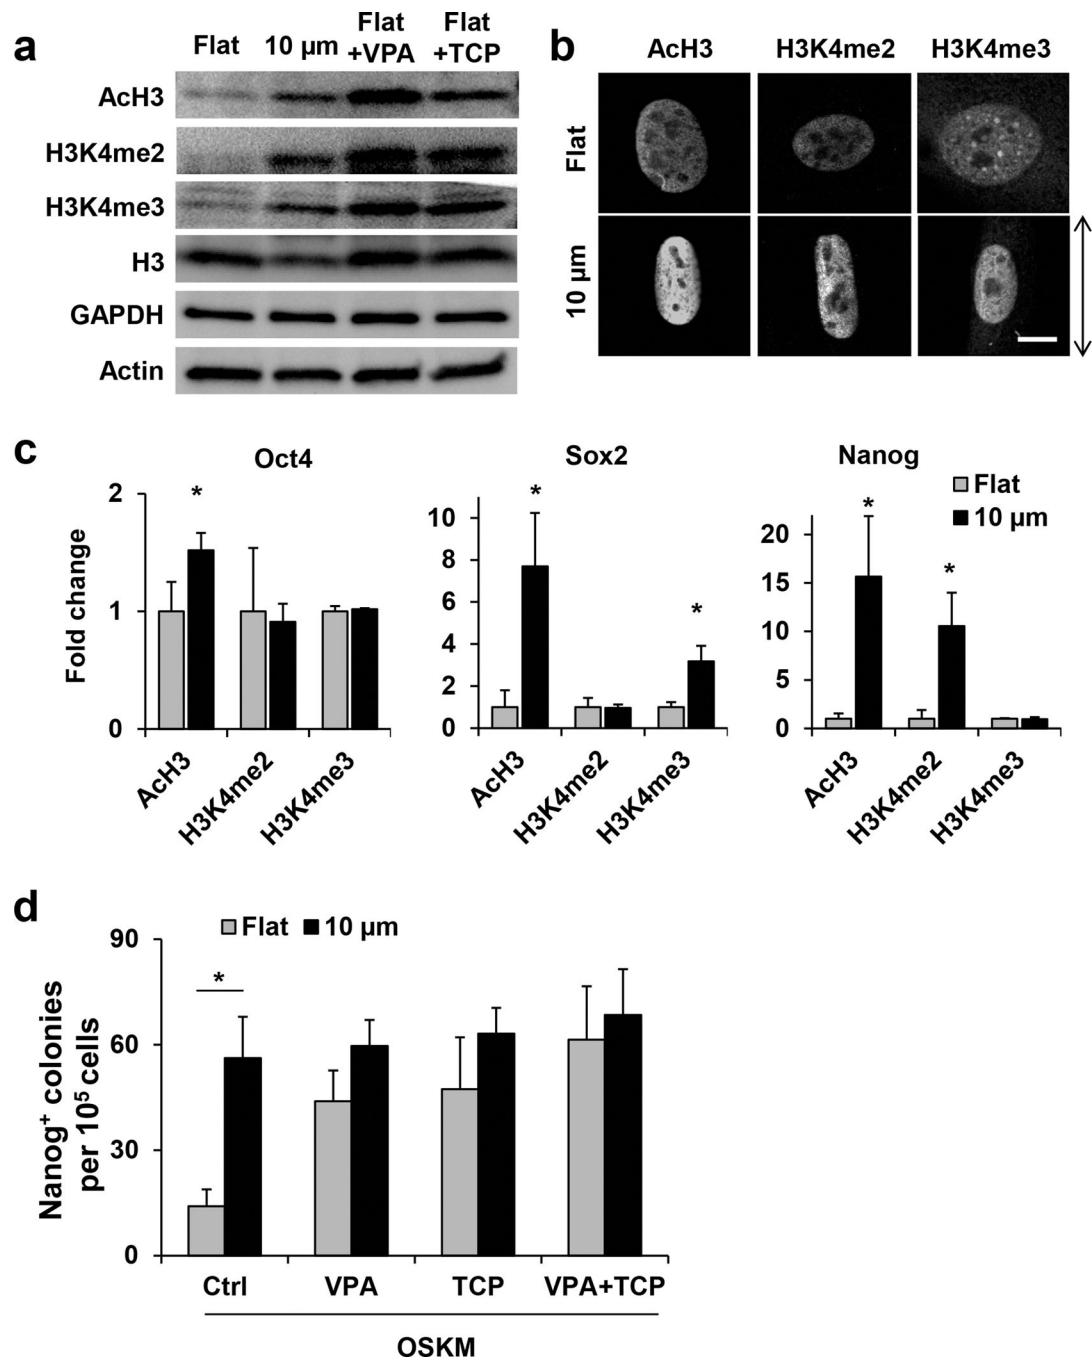 a
Flat 10 µm Flat +VPA Flat +TCP
AcH3
H3K4me2
H3K4me3
H3
GAPDH
Actin
b
AcH3 H3K4me2 H3K4me3
Flat
10 µm
c
Oct4
Fold change
2
1
0
*
AcH3
H3K4me2
H3K4me3
Sox2
10
8
6
4
2
0
*
*
AcH3
H3K4me2
H3K4me3
Nanog
Flat
10 µm
20
15
10
5
0
*
*
AcH3
H3K4me2
H3K4me3
d
Flat 10 µm
Nanog⁺ colonies
per 10⁵ cells
90
60
30
0
*
Ctrl VPA TCP VPA+TCP
OSKM